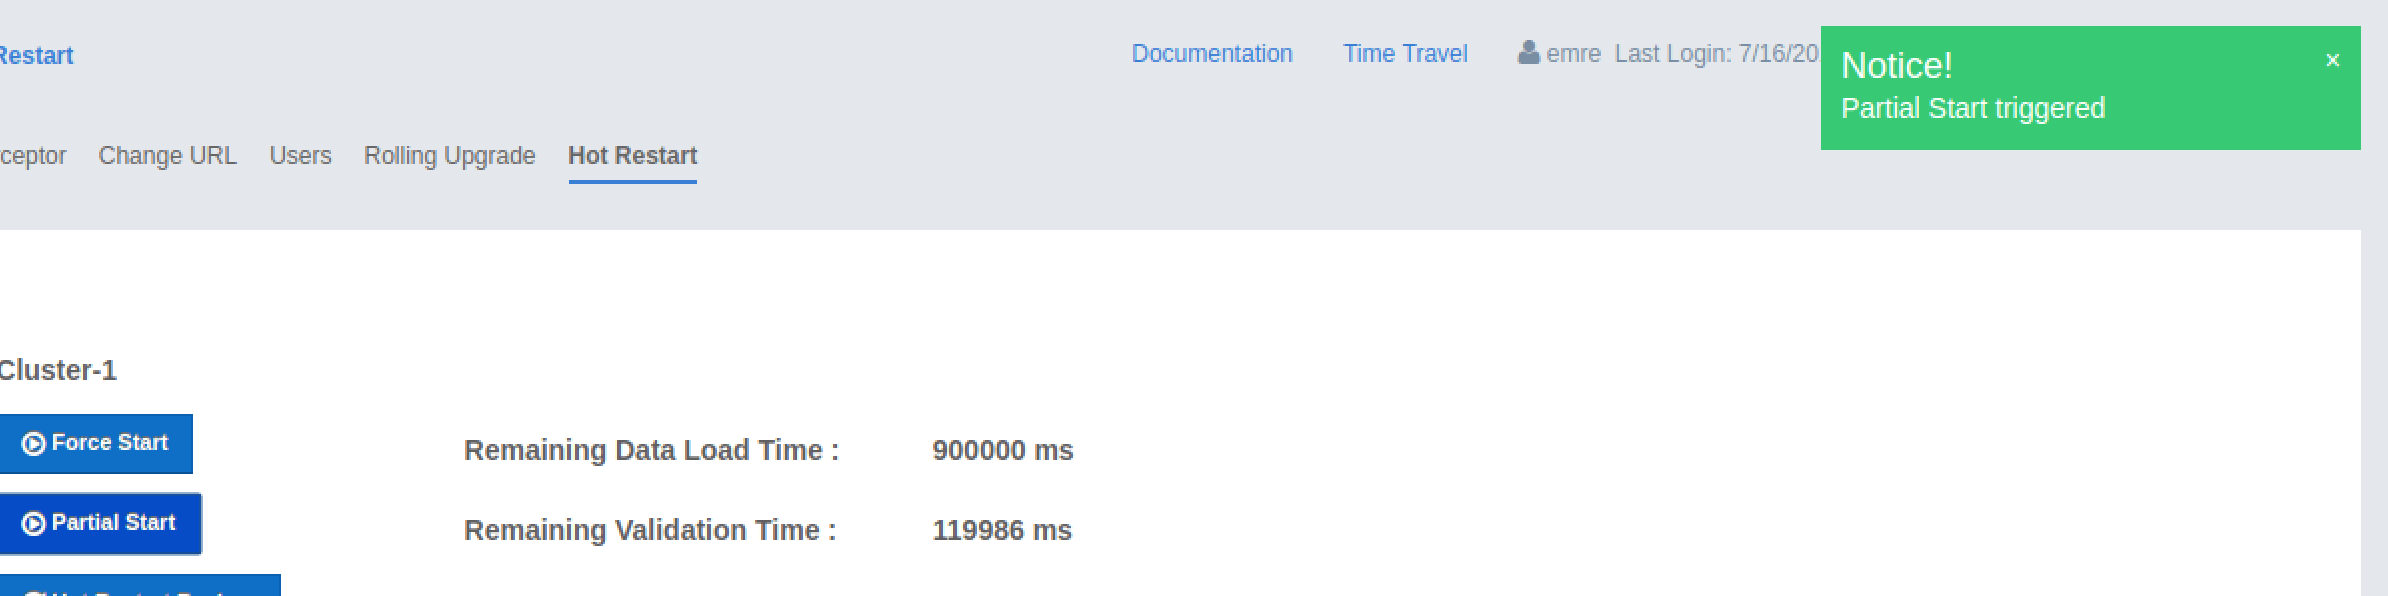 Restart
Documentation Time Travel emre Last Login: 7/16/20
Notice! ×
Partial Start triggered
ceptor Change URL Users Rolling Upgrade Hot Restart
Cluster-1
Force Start
Remaining Data Load Time : 900000 ms
Partial Start
Remaining Validation Time : 119986 ms